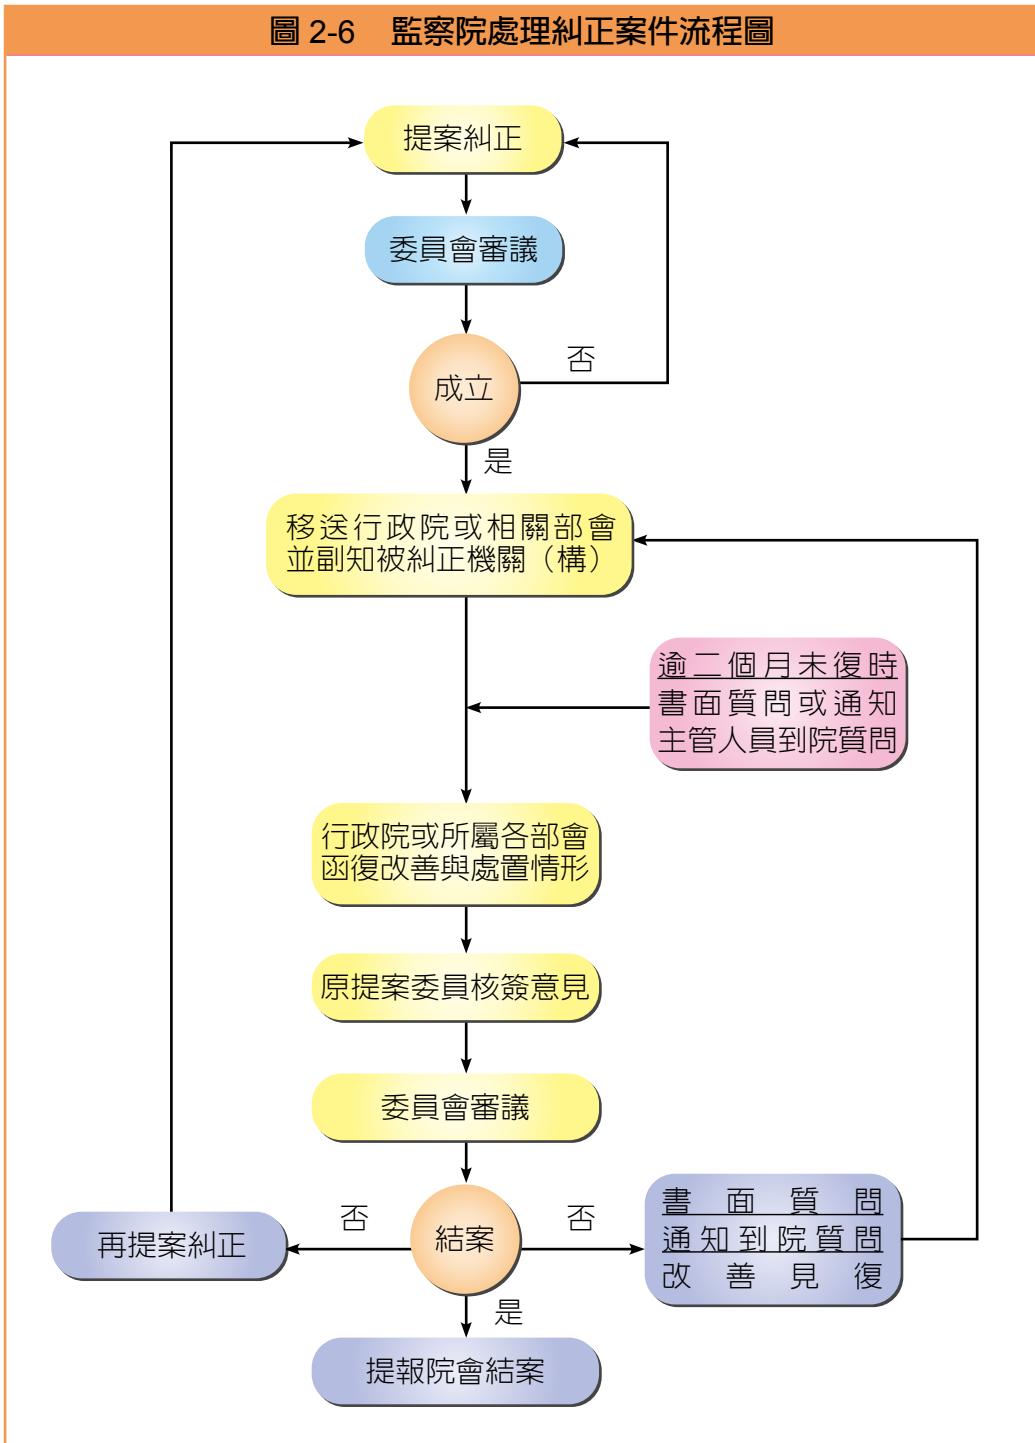 圖 2-6　監察院處理糾正案件流程圖
提案糾正
委員會審議
否
成立
是
移送行政院或相關部會
並副知被糾正機關（構）
逾二個月未復時
書面質問或通知
主管人員到院質問
行政院或所屬各部會
函復改善與處置情形
原提案委員核簽意見
委員會審議
再提案糾正
否
結案
否
書面質問
通知到院質問
改善見復
是
提報院會結案